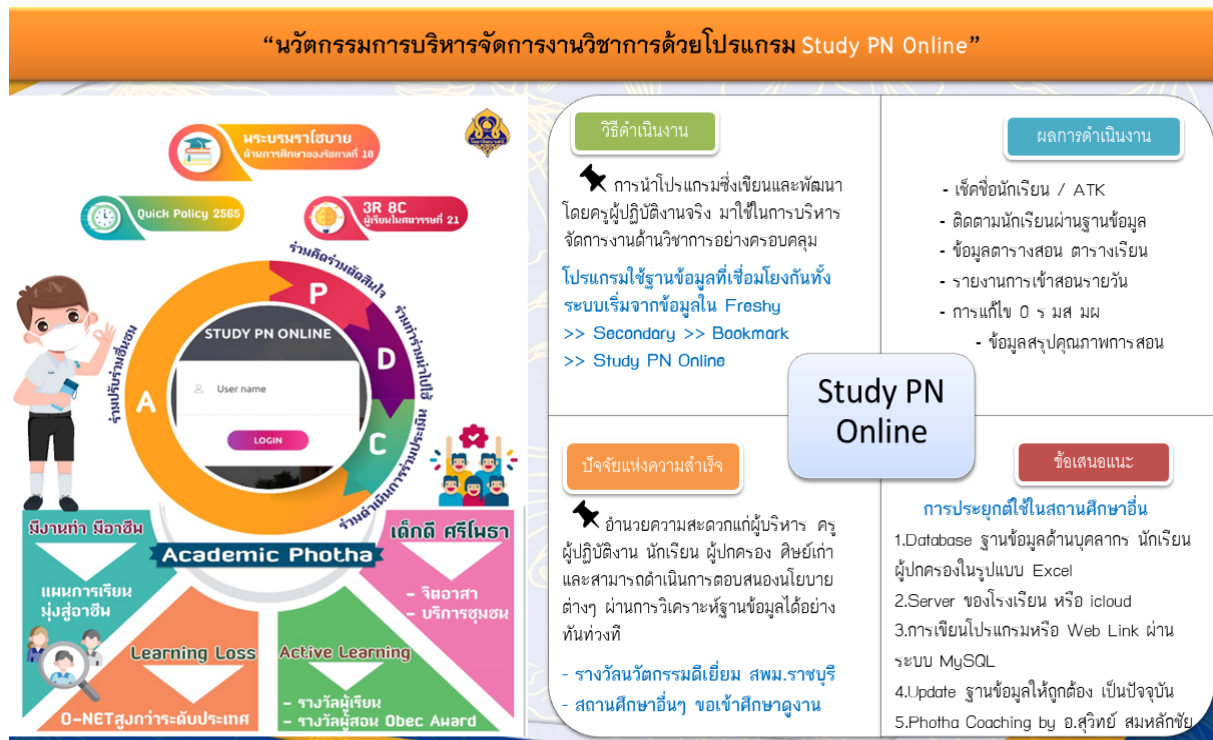 “นวัตกรรมการบริหารจัดการงานวิชาการด้วยโปรแกรม Study PN Online”
พระบรมราโชบาย
ด้านการศึกษาของรัชกาลที่ 10
Quick Policy 2565
3R 8C
ผู้เรียนในศตวรรษที่ 21
ร่วมคิดร่วมตัดสินใจ
ร่วมทำร่วมนำไปใช้
ร่วมดำเนินการร่วมประเมิน
ร่วมปรับร่วมชื่นชม
P
D
C
A
STUDY PN ONLINE
User name
LOGIN
Academic Photha
มีงานทำ มีอาชีพ
แผนการเรียน
มุ่งสู่อาชีพ
Learning Loss
O-NETสูงกว่าระดับประเทศ
Active Learning
- รางวัลผู้เรียน
- รางวัลผู้สอน Obec Award
เด็กดี ศรีโพธา
- จิตอาสา
- บริการชุมชน
วิธีดำเนินงาน
การนำโปรแกรมซึ่งเขียนและพัฒนา
โดยครูผู้ปฏิบัติงานจริง มาใช้ในการบริหาร
จัดการงานด้านวิชาการอย่างครอบคลุม
โปรแกรมใช้ฐานข้อมูลที่เชื่อมโยงกันทั้ง
ระบบเริ่มจากข้อมูลใน Freshy
>> Secondary >> Bookmark
>> Study PN Online
ผลการดำเนินงาน
- เช็คชื่อนักเรียน / ATK
- ติดตามนักเรียนผ่านฐานข้อมูล
- ข้อมูลตารางสอน ตารางเรียน
- รายงานการเข้าสอนรายวัน
- การแก้ไข 0 ร มส มผ
- ข้อมูลสรุปคุณภาพการสอน
Study PN
Online
ปัจจัยแห่งความสำเร็จ
อำนวยความสะดวกแก่ผู้บริหาร ครู
ผู้ปฏิบัติงาน นักเรียน ผู้ปกครอง ศิษย์เก่า
และสามารถดำเนินการตอบสนองนโยบาย
ต่างๆ ผ่านการวิเคราะห์ฐานข้อมูลได้อย่าง
ทันท่วงที
- รางวัลนวัตกรรมดีเยี่ยม สพม.ราชบุรี
- สถานศึกษาอื่นๆ ขอเข้าศึกษาดูงาน
ข้อเสนอแนะ
การประยุกต์ใช้ในสถานศึกษาอื่น
1.Database ฐานข้อมูลด้านบุคลากร นักเรียน
ผู้ปกครองในรูปแบบ Excel
2.Server ของโรงเรียน หรือ icloud
3.การเขียนโปรแกรมหรือ Web Link ผ่าน
ระบบ MySQL
4.Update ฐานข้อมูลให้ถูกต้อง เป็นปัจจุบัน
5.Photha Coaching by อ.สุวิทย์ สมหลักชัย